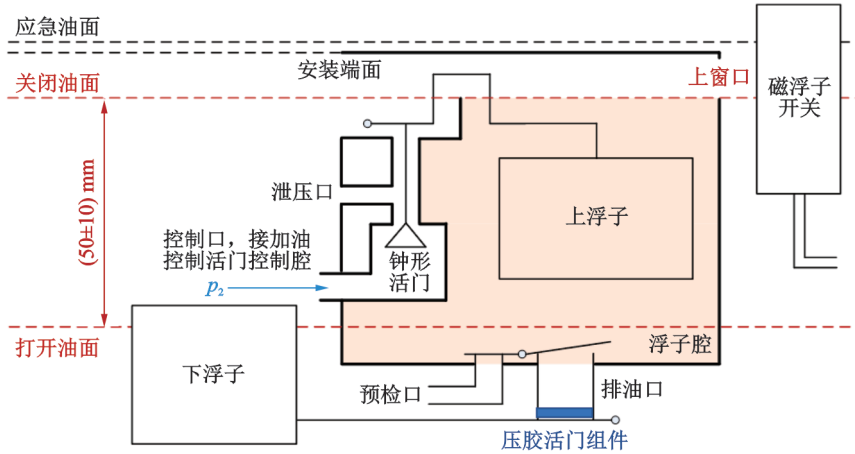 应急油面
安装端面
关闭油面
上窗口
磁浮子
开关
(50±10) mm
泄压口
上浮子
控制口，接加油
控制活门控制腔
钟形
活门
p₂
打开油面
浮子腔
下浮子
预检口
排油口
压胶活门组件